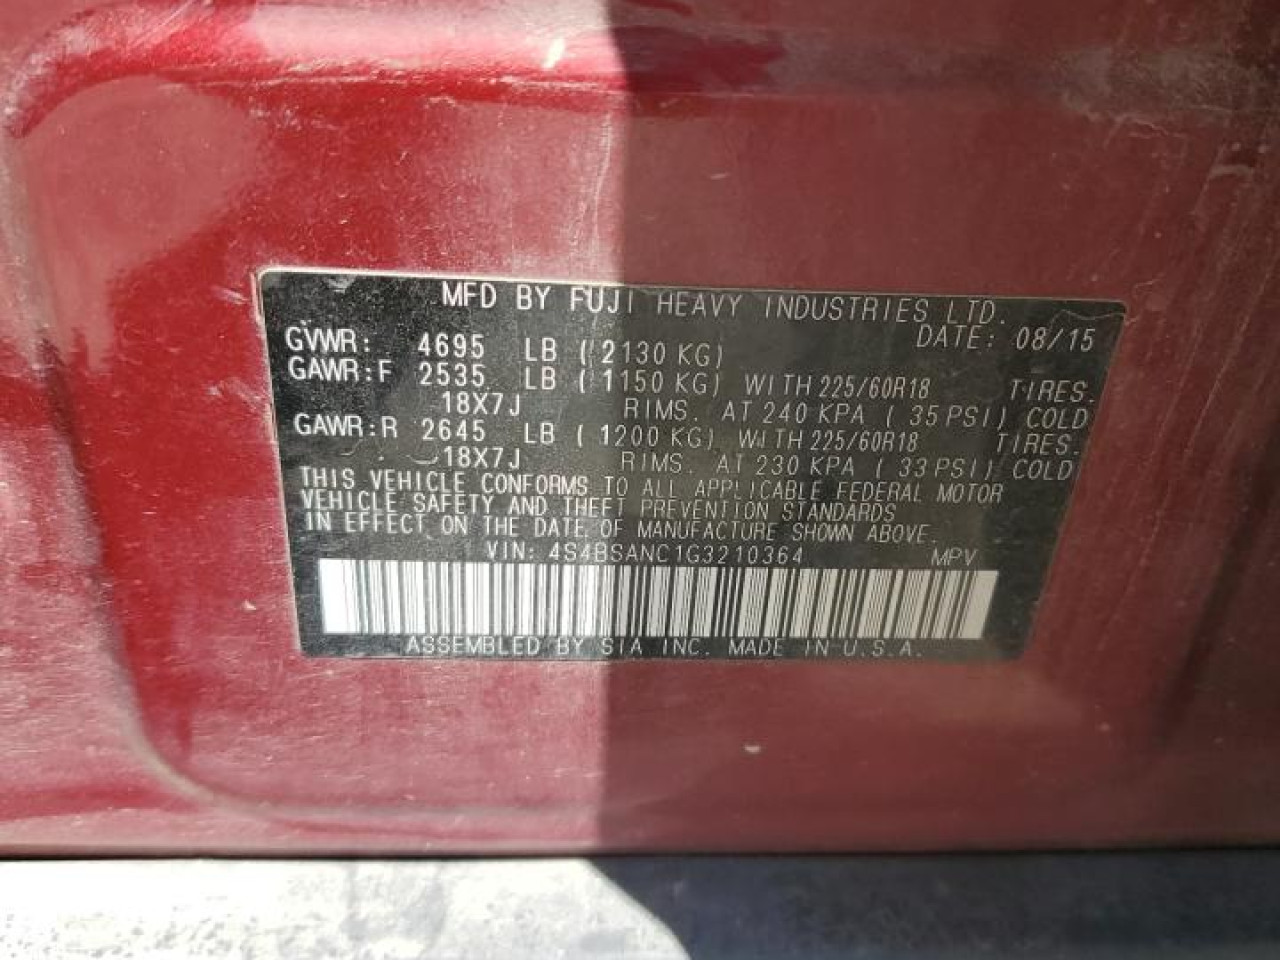 MFD BY FUJI HEAVY INDUSTRIES LTD.
DATE: 08/15
GVWR: 4695 LB ( 2130 KG)
GAWR:F 2535 LB ( 1150 KG) WITH 225/60R18 TIRES.
18X7J RIMS. AT 240 KPA ( 35 PSI) COLD
GAWR:R 2645 LB ( 1200 KG) WITH 225/60R18 TIRES.
18X7J RIMS. AT 230 KPA ( 33 PSI) COLD
THIS VEHICLE CONFORMS TO ALL APPLICABLE FEDERAL MOTOR
VEHICLE SAFETY AND THEFT PREVENTION STANDARDS
IN EFFECT ON THE DATE OF MANUFACTURE SHOWN ABOVE.
VIN: 4S4BSANC1G3210364 MPV
ASSEMBLED BY SIA INC. MADE IN U.S.A.